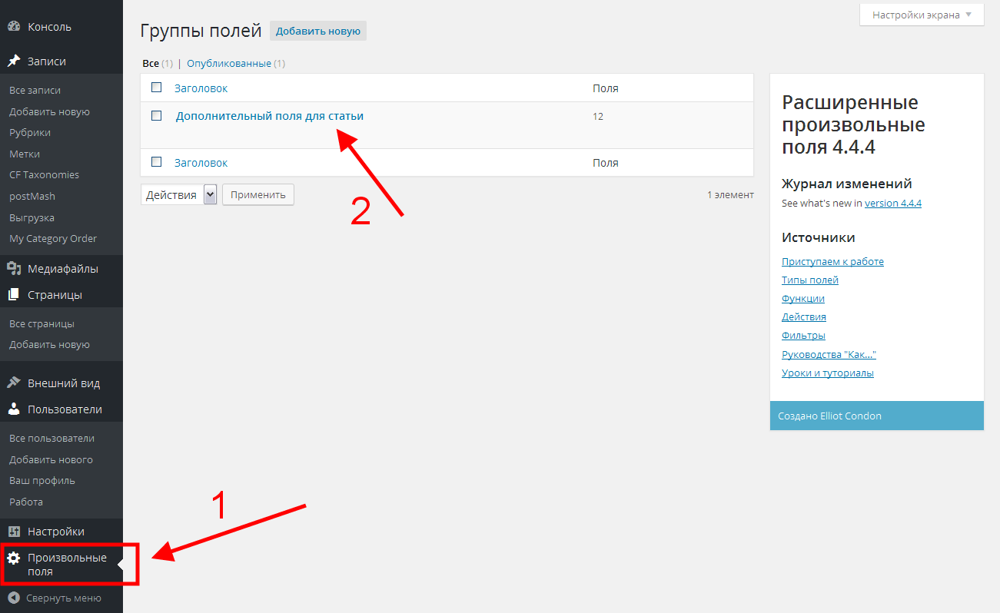 Консоль
Записи
Все записи
Добавить новую
Рубрики
Метки
CF Taxonomies
postMash
Выгрузка
My Category Order
Медиафайлы
Страницы
Все страницы
Добавить новую
Внешний вид
Пользователи
Все пользователи
Добавить нового
Ваш профиль
Работа
Настройки
Произвольные
поля
Свернуть меню
1
Настройки экрана
Группы полей Добавить новую
Все (1) | Опубликованные (1)
Заголовок Поля
Дополнительный поля для статьи 12
Заголовок Поля
Действия Применить 1 элемент
2
Расширенные
произвольные
поля 4.4.4
Журнал изменений
See what's new in version 4.4.4
Источники
Приступаем к работе
Типы полей
Функции
Действия
Фильтры
Руководства "Как..."
Уроки и туториалы
Создано Elliot Condon